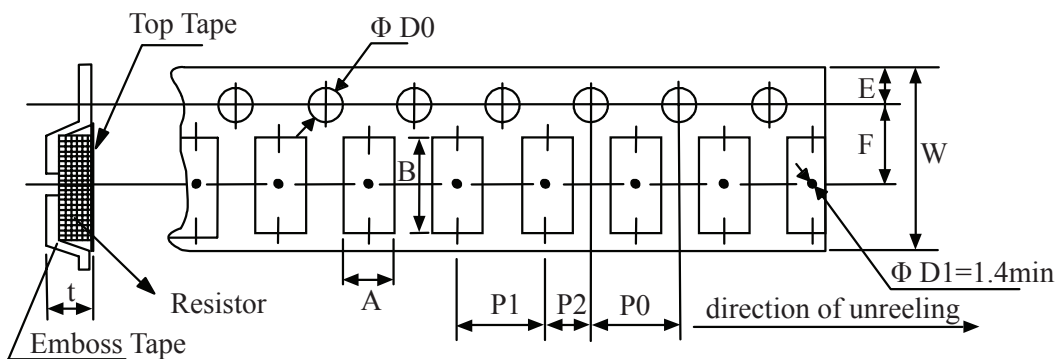 Top Tape
Φ D0
E
F
W
B
Φ D1=1.4min
t
Resistor
A
P1
P2
P0
direction of unreeling
Emboss Tape